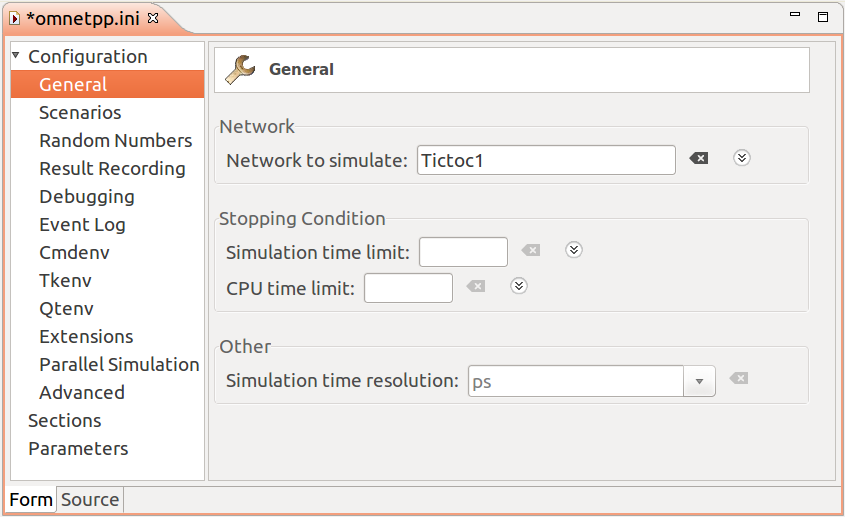 *omnetpp.ini
Configuration
General
Scenarios
Random Numbers
Result Recording
Debugging
Event Log
Cmdenv
Tkenv
Qtenv
Extensions
Parallel Simulation
Advanced
Sections
Parameters
General
Network
Network to simulate: Tictoc1
Stopping Condition
Simulation time limit:
CPU time limit:
Other
Simulation time resolution: ps
Form Source